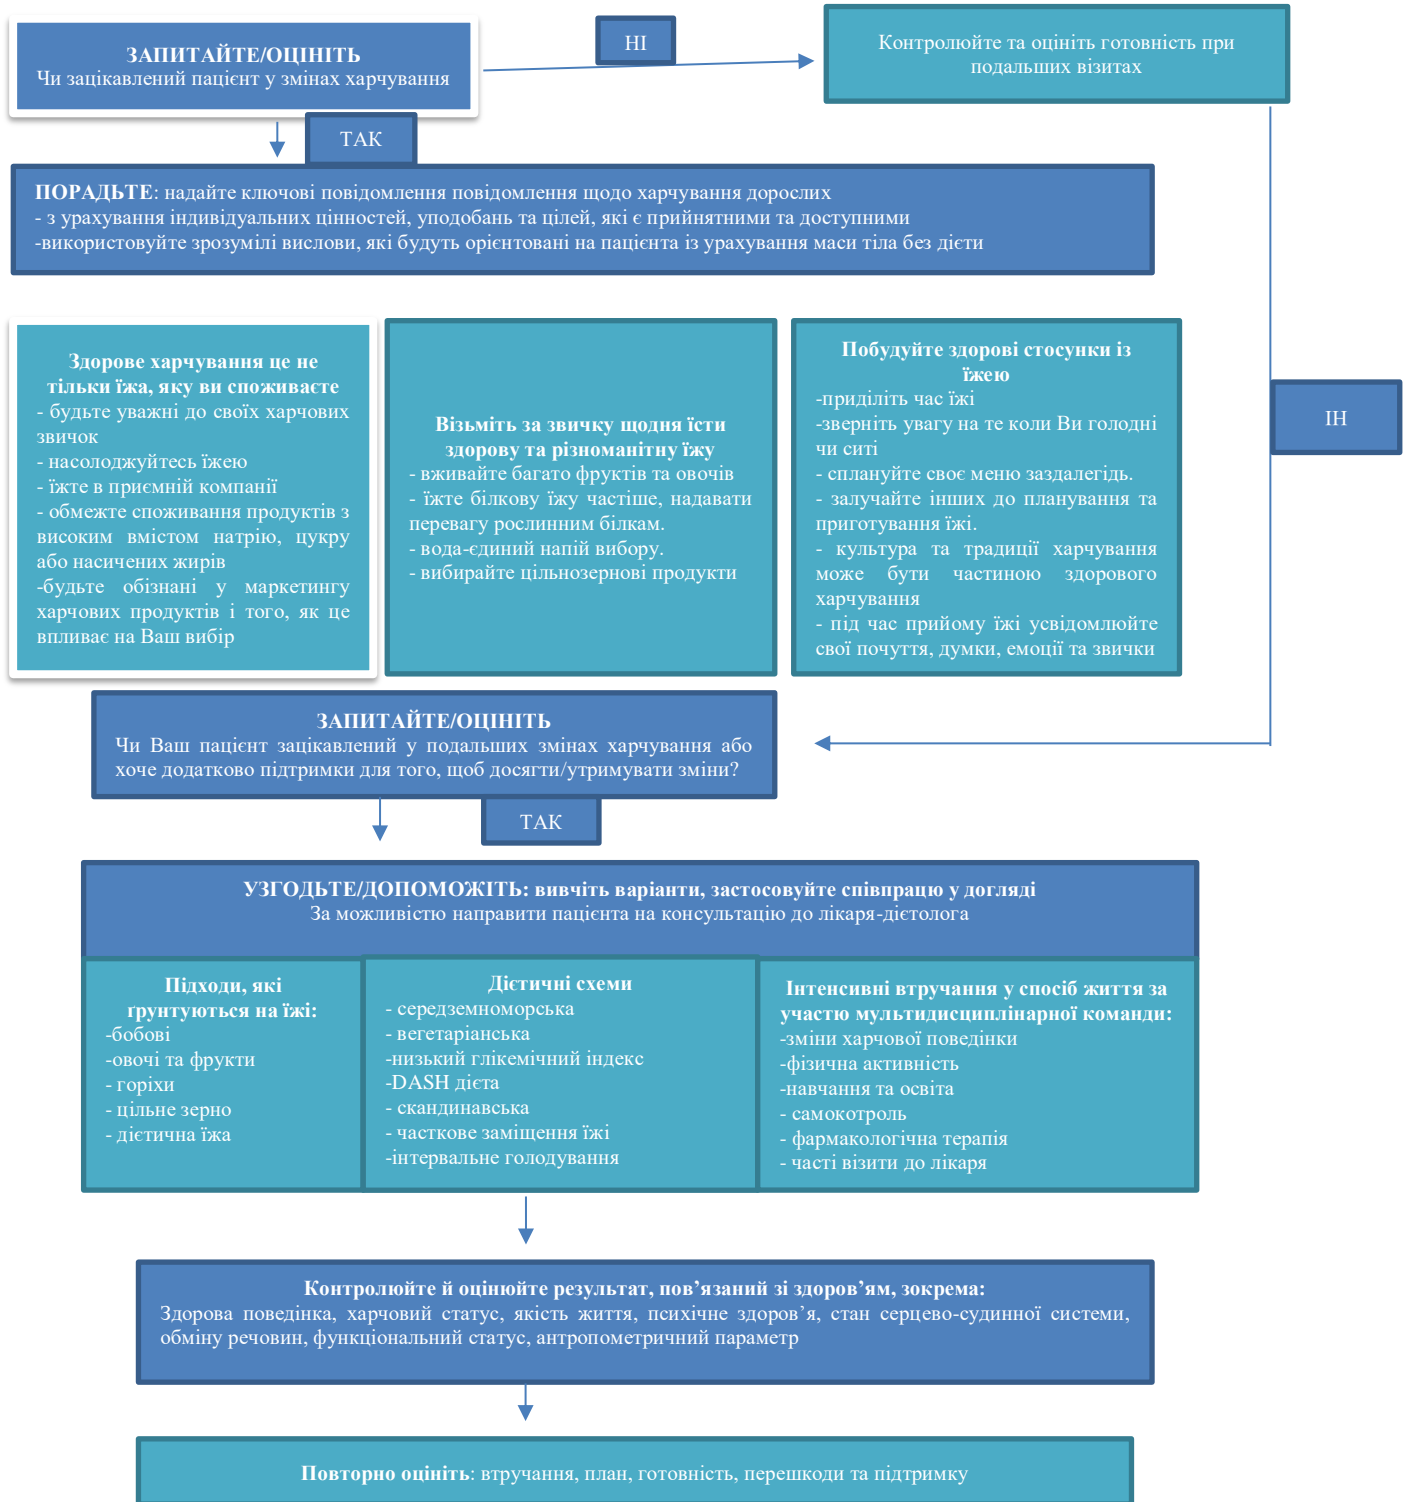 ЗАПИТАЙТЕ/ОЦІНІТЬ
Чи зацікавлений пацієнт у змінах харчування
НІ
Контролюйте та оцініть готовність при
подальших візитах
ТАК
ПОРАДЬТЕ: надайте ключові повідомлення повідомлення щодо харчування дорослих
- з урахування індивідуальних цінностей, уподобань та цілей, які є прийнятними та доступними
-використовуйте зрозумілі вислови, які будуть орієнтовані на пацієнта із урахування маси тіла без дієти
Здорове харчування це не
тільки їжа, яку ви споживаєте
- будьте уважні до своїх харчових
звичок
- насолоджуйтесь їжею
- їжте в приємній компанії
- обмежте споживання продуктів з
високим вмістом натрію, цукру
або насичених жирів
-будьте обізнані у маркетингу
харчових продуктів і того, як це
впливає на Ваш вибір
Візьміть за звичку щодня їсти
здорову та різноманітну їжу
- вживайте багато фруктів та овочів
- їжте білкову їжу частіше, надавати
перевагу рослинним білкам.
- вода-єдиний напій вибору.
- вибирайте цільнозернові продукти
Побудуйте здорові стосунки із
їжею
-приділіть час їжі
-зверніть увагу на те коли Ви голодні
чи ситі
- сплануйте своє меню заздалегідь.
- залучайте інших до планування та
приготування їжі.
- культура та традиції харчування
може бути частиною здорового
харчування
- під час прийому їжі усвідомлюйте
свої почуття, думки, емоції та звички
ІН
ЗАПИТАЙТЕ/ОЦІНІТЬ
Чи Ваш пацієнт зацікавлений у подальших змінах харчування або
хоче додатково підтримки для того, щоб досягти/утримувати зміни?
ТАК
УЗГОДЬТЕ/ДОПОМОЖІТЬ: вивчіть варіанти, застосовуйте співпрацю у догляді
За можливістю направити пацієнта на консультацію до лікаря-дієтолога
Підходи, які
ґрунтуються на їжі:
-бобові
-овочі та фрукти
- горіхи
- цільне зерно
- дієтична їжа
Дієтичні схеми
- середземноморська
- вегетаріанська
-низький глікемічний індекс
-DASH дієта
- скандинавська
- часткове заміщення їжі
-інтервальне голодування
Інтенсивні втручання у спосіб життя за
участю мультидисциплінарної команди:
-зміни харчової поведінки
-фізична активність
-навчання та освіта
- самокотроль
- фармакологічна терапія
- часті візити до лікаря
Контролюйте й оцінюйте результат, пов’язаний зі здоров’ям, зокрема:
Здорова поведінка, харчовий статус, якість життя, психічне здоров’я, стан серцево-судинної системи,
обміну речовин, функціональний статус, антропометричний параметр
Повторно оцініть: втручання, план, готовність, перешкоди та підтримку